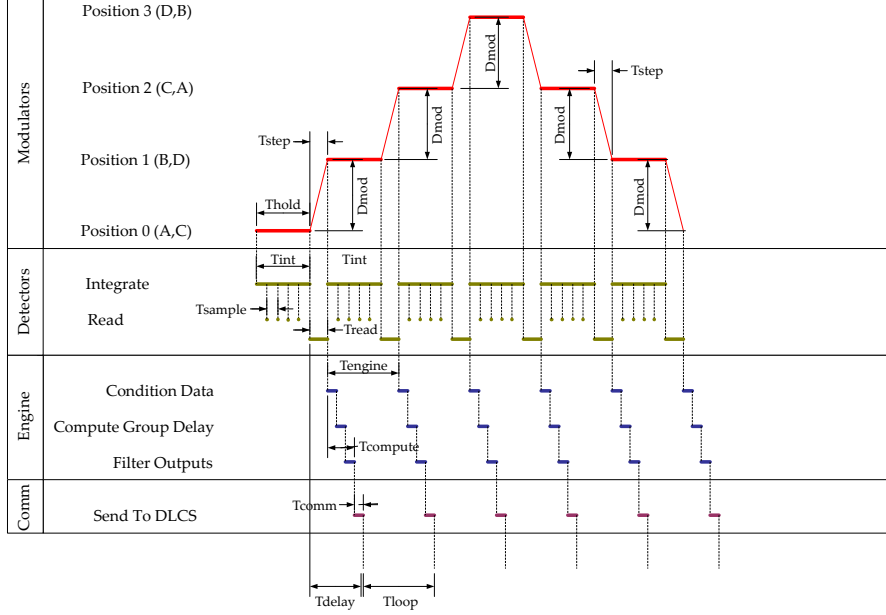 Position 3 (D,B)
Dmod
Tstep
Position 2 (C,A)
Dmod
Dmod
Tstep
Position 1 (B,D)
Dmod
Dmod
Thold
Position 0 (A,C)
Modulators
Tint
Tint
Integrate
Tsample
Read
Tread
Detectors
Tengine
Condition Data
Compute Group Delay
Tcompute
Filter Outputs
Engine
Tcomm
Send To DLCS
Comm
Tdelay
Tloop